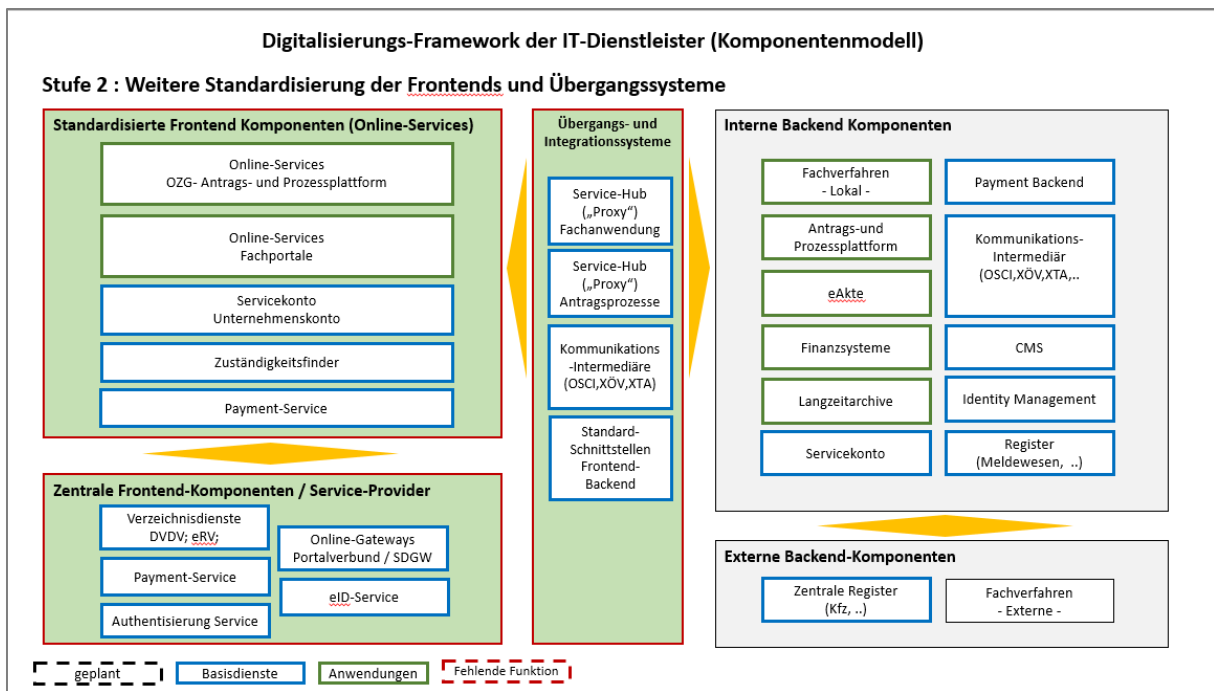 Digitalisierungs-Framework der IT-Dienstleister (Komponentenmodell)
Stufe 2 : Weitere Standardisierung der Frontends und Übergangssysteme
Standardisierte Frontend Komponenten (Online-Services)
Online-Services
OZG- Antrags- und Prozessplattform
Online-Services
Fachportale
Servicekonto
Unternehmenskonto
Zuständigkeitsfinder
Payment-Service
Zentrale Frontend-Komponenten / Service-Provider
Verzeichnisdienste
DVDV; eRV;
Payment-Service
Authentisierung Service
Online-Gateways
Portalverbund / SDGW
eID-Service
Übergangs- und
Integrationssysteme
Service-Hub
(„Proxy“)
Fachanwendung
Service-Hub
(„Proxy“)
Antragsprozesse
Kommunikations
-Intermediäre
(OSCI,XÖV,XTA)
Standard-
Schnittstellen
Frontend-
Backend
Interne Backend Komponenten
Fachverfahren
- Lokal -
Antrags-und
Prozessplattform
eAkte
Finanzsysteme
Langzeitarchive
Servicekonto
Payment Backend
Kommunikations-
Intermediär
(OSCI,XÖV,XTA,..
CMS
Identity Management
Register
(Meldewesen, ..)
Externe Backend-Komponenten
Zentrale Register
(Kfz, ..)
Fachverfahren
- Externe -
geplant
Basisdienste
Anwendungen
Fehlende Funktion